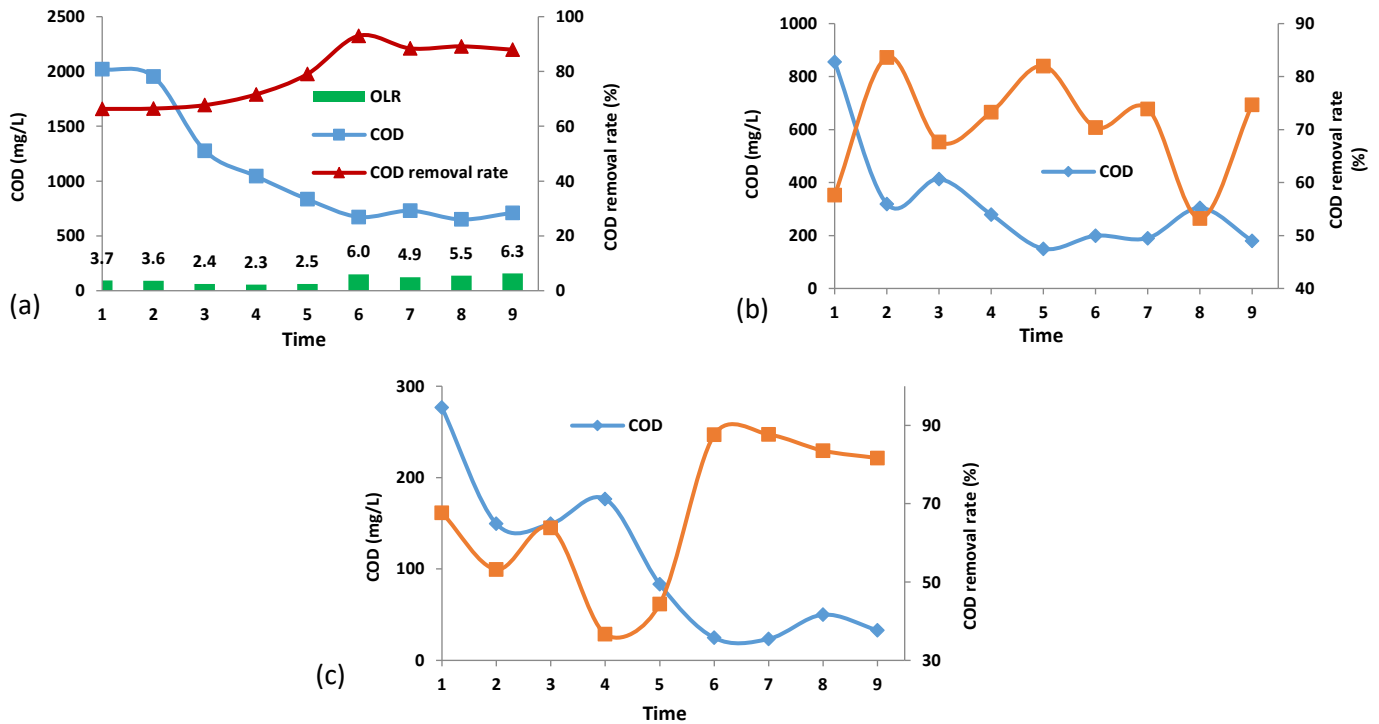 2500
2000
1500
1000
500
0
COD (mg/L)
100
80
60
40
20
0
COD removal rate (%)
OLR
COD
COD removal rate
3.7 3.6 2.4 2.3 2.5 6.0 4.9 5.5 6.3
1 2 3 4 5 6 7 8 9
Time
(a)
1000
800
600
400
200
0
COD (mg/L)
90
80
70
60
50
40
COD removal rate
(%)
COD
1 2 3 4 5 6 7 8 9
Time
(b)
300
200
100
0
COD (mg/L)
90
70
50
30
COD removal rate (%)
COD
1 2 3 4 5 6 7 8 9
Time
(c)